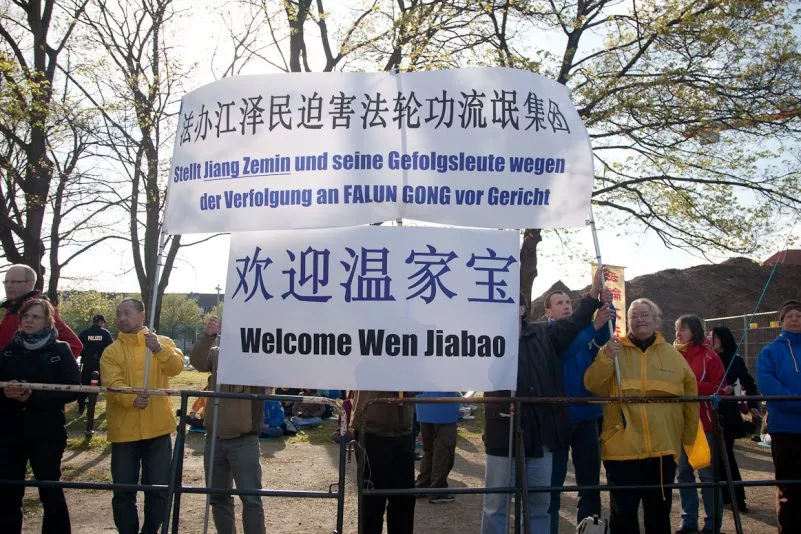 法办江泽民迫害法轮功流氓集团
Stellt Jiang Zemin und seine Gefolgsleute wegen
der Verfolgung an FALUN GONG vor Gericht
欢迎温家宝
Welcome Wen Jiabao
POLIZEI